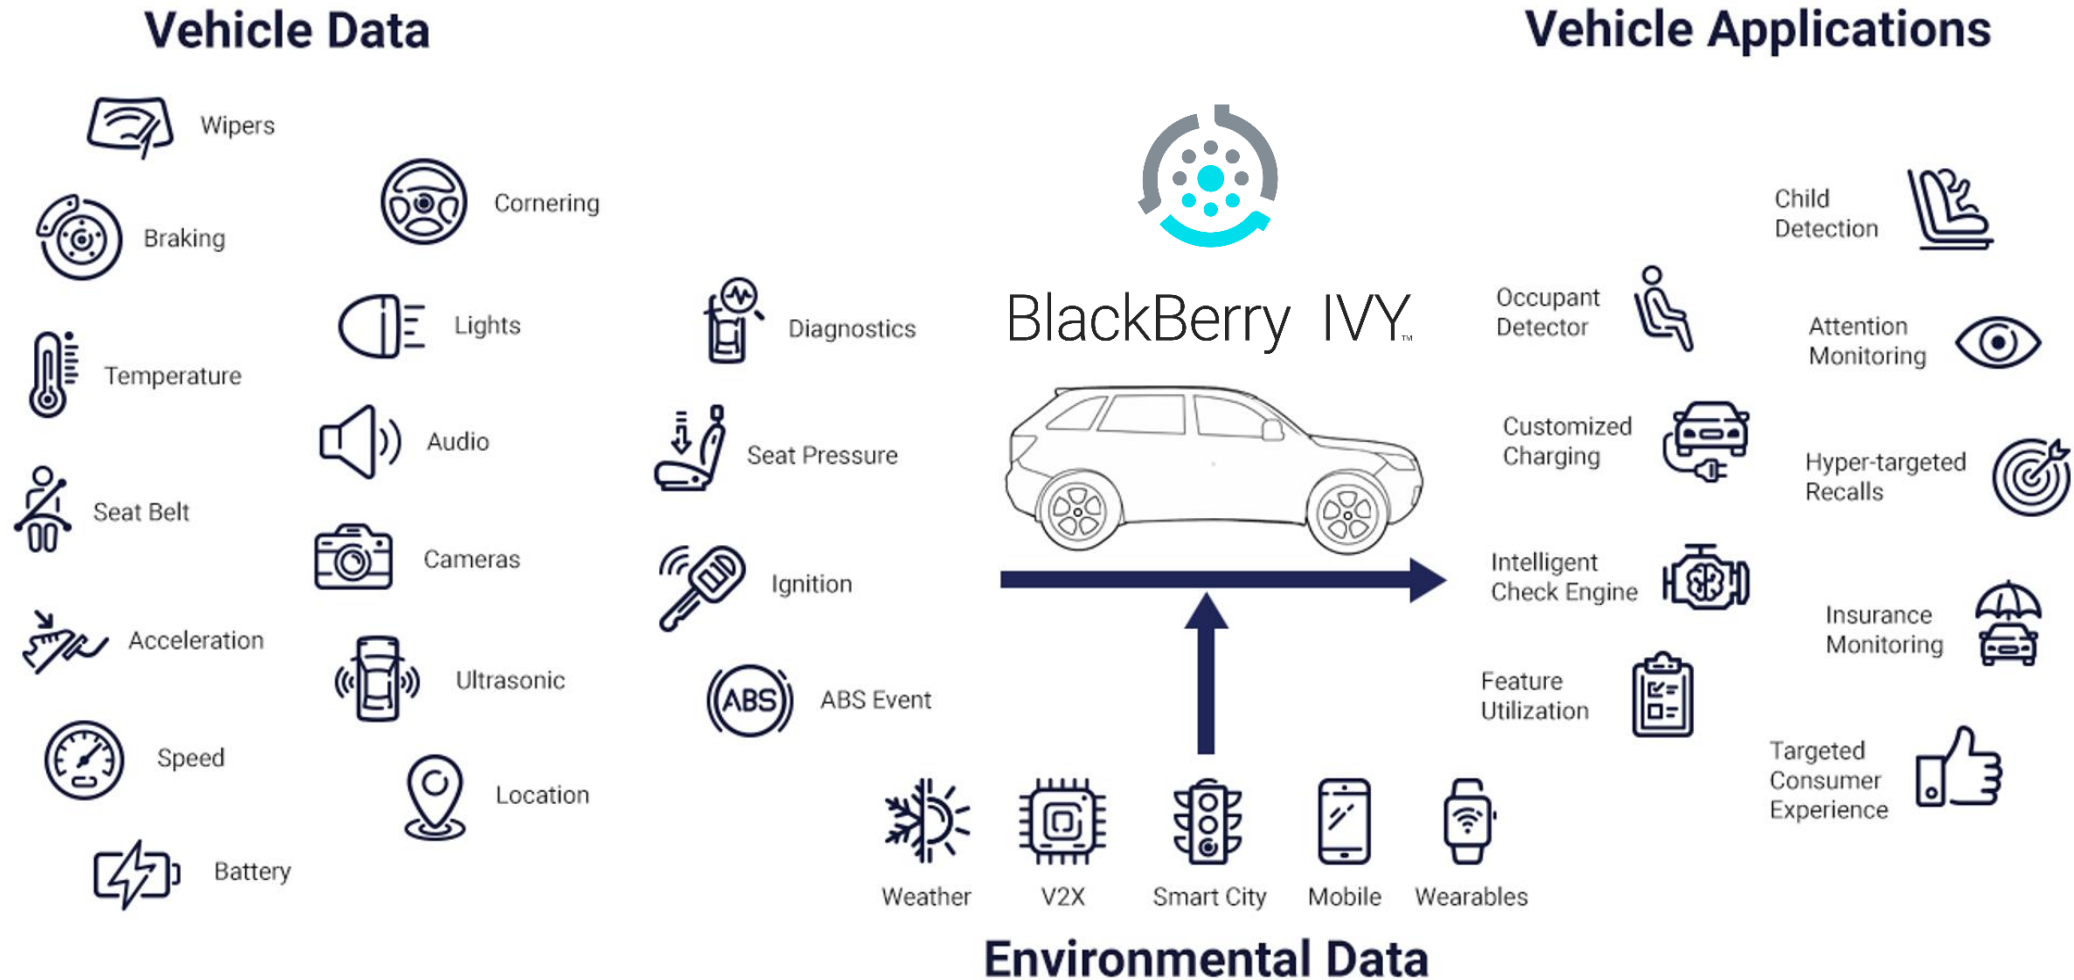 Vehicle Data
Wipers
Braking
Temperature
Seat Belt
Acceleration
Speed
Battery
Cornering
Lights
Audio
Cameras
Ultrasonic
Location
Diagnostics
Seat Pressure
Ignition
ABS
ABS Event
BlackBerry IVY™
Weather
V2X
Smart City
Mobile
Wearables
Environmental Data
Vehicle Applications
Child
Detection
Occupant
Detector
Attention
Monitoring
Customized
Charging
Hyper-targeted
Recalls
Intelligent
Check Engine
Insurance
Monitoring
Feature
Utilization
Targeted
Consumer
Experience